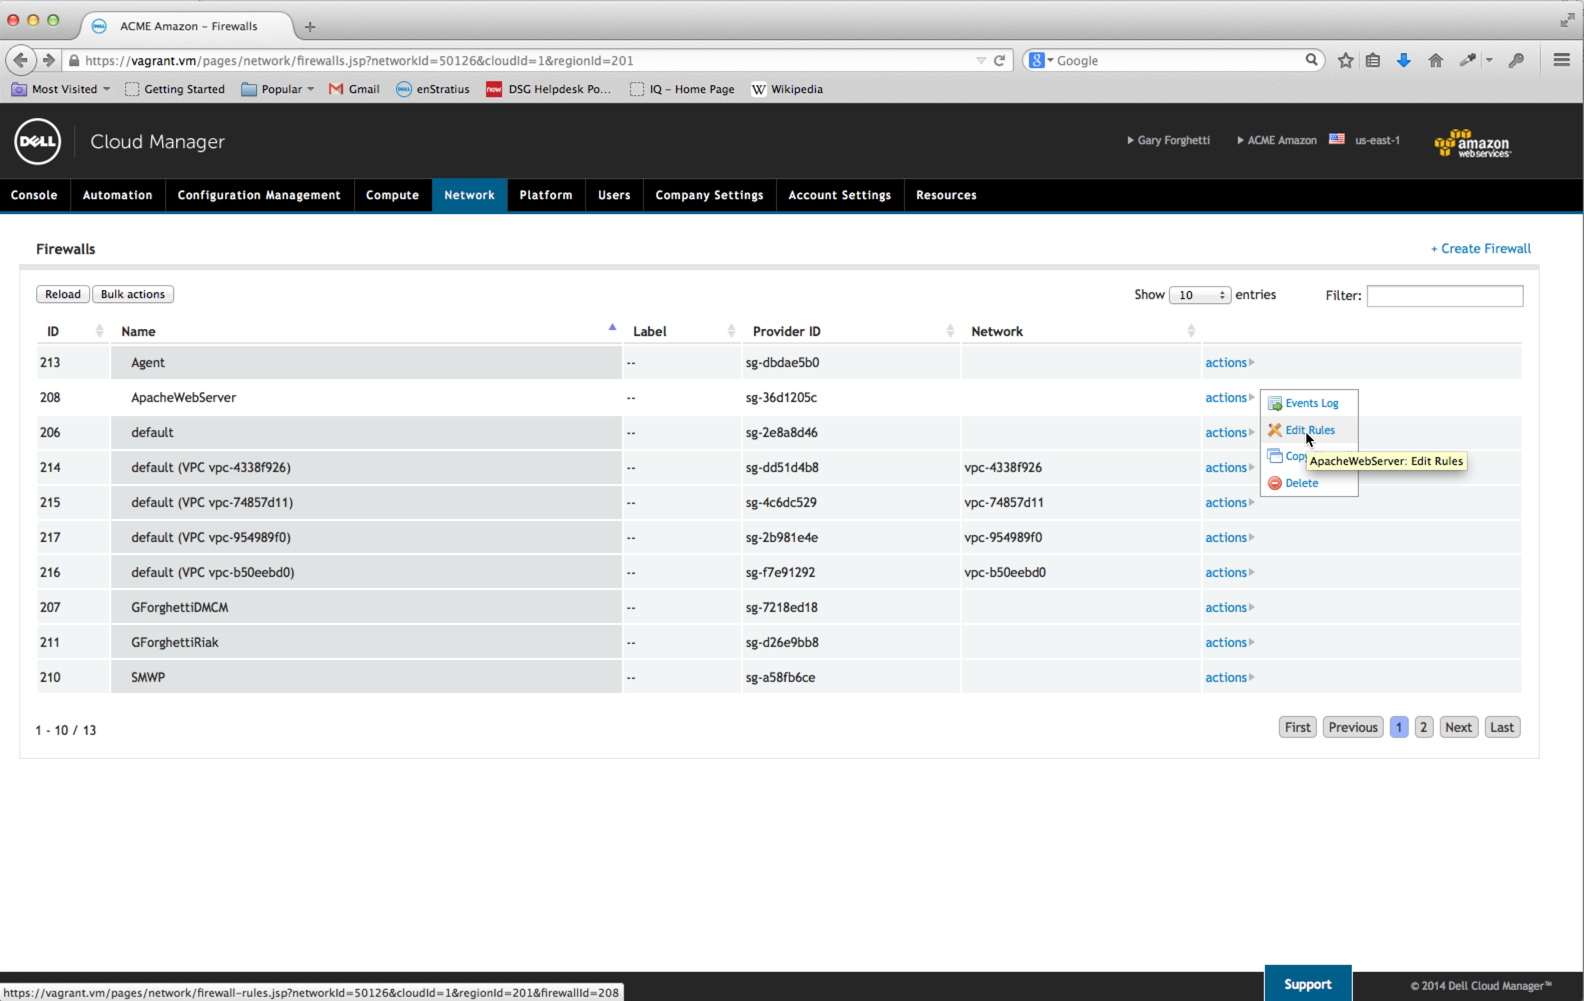 ACME Amazon – Firewalls
https://vagrant.vm/pages/network/firewalls.jsp?networkId=50126&cloudId=1&regionId=201
8 Google
Most Visited Getting Started Popular Gmail DELL enStratius now DSG Helpdesk Po... IQ – Home Page W Wikipedia
DELL Cloud Manager Gary Forghetti ACME Amazon us-east-1 amazon webservices™
Console Automation Configuration Management Compute Network Platform Users Company Settings Account Settings Resources
Firewalls + Create Firewall
Reload Bulk actions Show 10 entries Filter:
ID Name Label Provider ID Network
213 Agent -- sg-dbdae5b0 actions
208 ApacheWebServer -- sg-36d1205c actions
Events Log
Edit Rules
Copy
ApacheWebServer: Edit Rules
Delete
206 default -- sg-2e8a8d46 actions
214 default (VPC vpc-4338f926) -- sg-dd51d4b8 vpc-4338f926 actions
215 default (VPC vpc-74857d11) -- sg-4c6dc529 vpc-74857d11 actions
217 default (VPC vpc-954989f0) -- sg-2b981e4e vpc-954989f0 actions
216 default (VPC vpc-b50eebd0) -- sg-f7e91292 vpc-b50eebd0 actions
207 GForghettiDMCM -- sg-7218ed18 actions
211 GForghettiRiak -- sg-d26e9bb8 actions
210 SMWP -- sg-a58fb6ce actions
1 - 10 / 13 First Previous 1 2 Next Last
https://vagrant.vm/pages/network/firewall-rules.jsp?networkId=50126&cloudId=1&regionId=201&firewallId=208
Support
© 2014 Dell Cloud Manager™